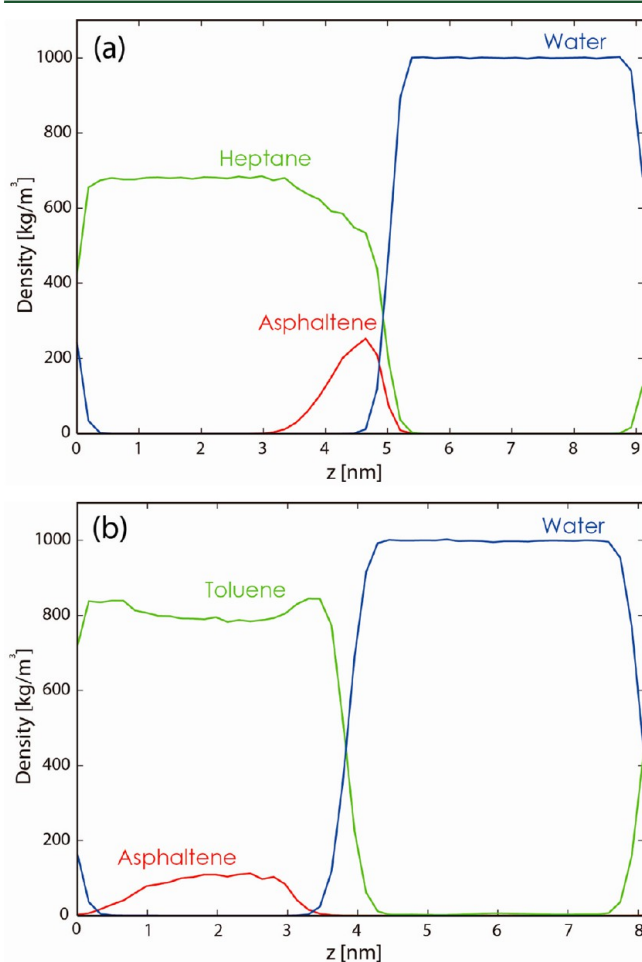 (a)
Water
Heptane
Asphaltene
Density [kg/m³]
1000
800
600
400
200
0
0 1 2 3 4 5 6 7 8 9
z [nm]
(b)
Water
Toluene
Asphaltene
Density [kg/m³]
1000
800
600
400
200
0
0 1 2 3 4 5 6 7 8
z [nm]